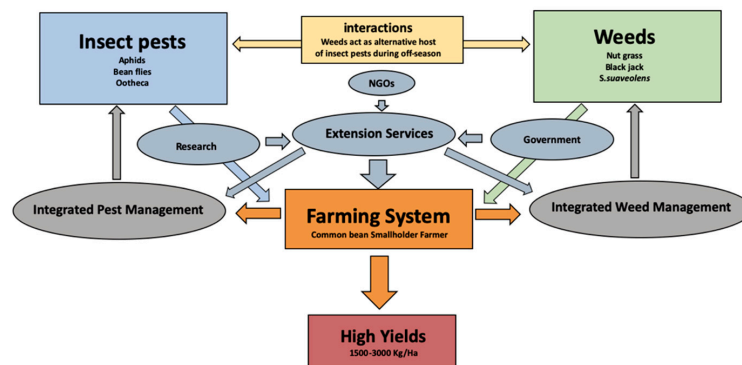 interactions
Weeds act as alternative host
of insect pests during off-season
Insect pests
Aphids
Bean flies
Ootheca
Weeds
Nut grass
Black jack
S.suaveolens
NGOs
Extension Services
Research
Government
Integrated Pest Management
Farming System
Common bean Smallholder Farmer
Integrated Weed Management
High Yields
1500-3000 Kg/Ha